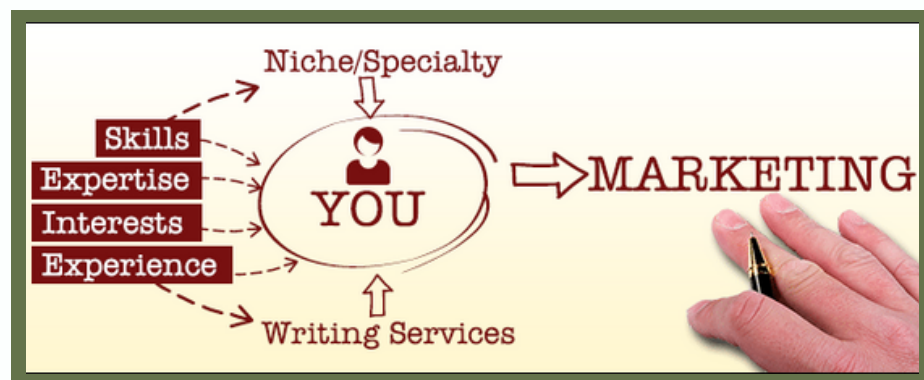 Niche/Specialty
Skills
Expertise
Interests
Experience
YOU
MARKETING
Writing Services